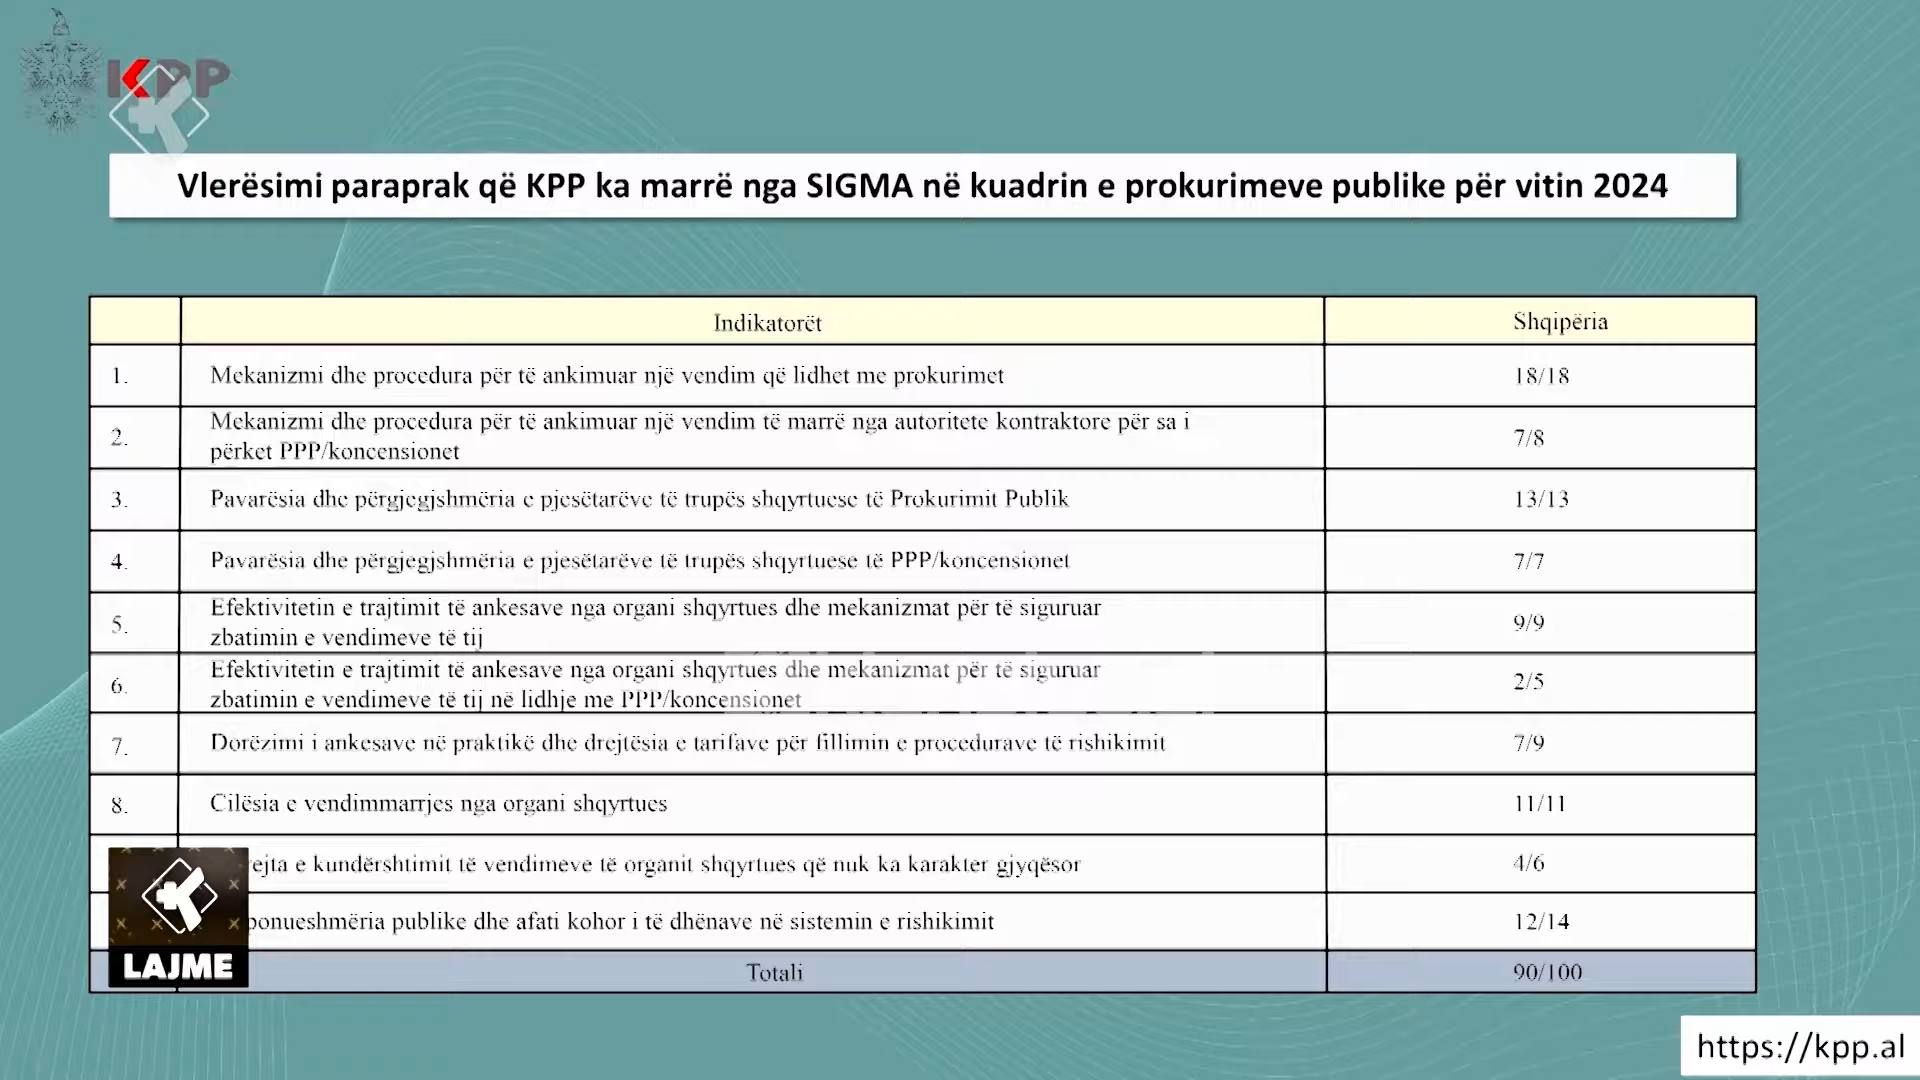 KPP
Vlerësimi paraprak që KPP ka marrë nga SIGMA në kuadrin e prokurimeve publike për vitin 2024
Indikatorët Shqipëria
1. Mekanizmi dhe procedura për të ankimuar një vendim që lidhet me prokurimet 18/18
2. Mekanizmi dhe procedura për të ankimuar një vendim të marrë nga autoritete kontraktore për sa i
përket PPP/koncensionet 7/8
3. Pavarësia dhe përgjegjshmëria e pjesëtarëve të trupës shqyrtuese të Prokurimit Publik 13/13
4. Pavarësia dhe përgjegjshmëria e pjesëtarëve të trupës shqyrtuese të PPP/koncensionet 7/7
5. Efektivitetin e trajtimit të ankesave nga organi shqyrtues dhe mekanizmat për të siguruar
zbatimin e vendimeve të tij 9/9
6. Efektivitetin e trajtimit të ankesave nga organi shqyrtues dhe mekanizmat për të siguruar
zbatimin e vendimeve të tij në lidhje me PPP/koncensionet 2/5
7. Dorëzimi i ankesave në praktikë dhe drejtësia e tarifave për fillimin e procedurave të rishikimit 7/9
8. Cilësia e vendimmarrjes nga organi shqyrtues 11/11
e kundërshtimit të vendimeve të organit shqyrtues që nuk ka karakter gjyqësor 4/6
publike dhe afati kohor i të dhënave në sistemin e rishikimit 12/14
Totali 90/100
LAJME
https://kpp.al